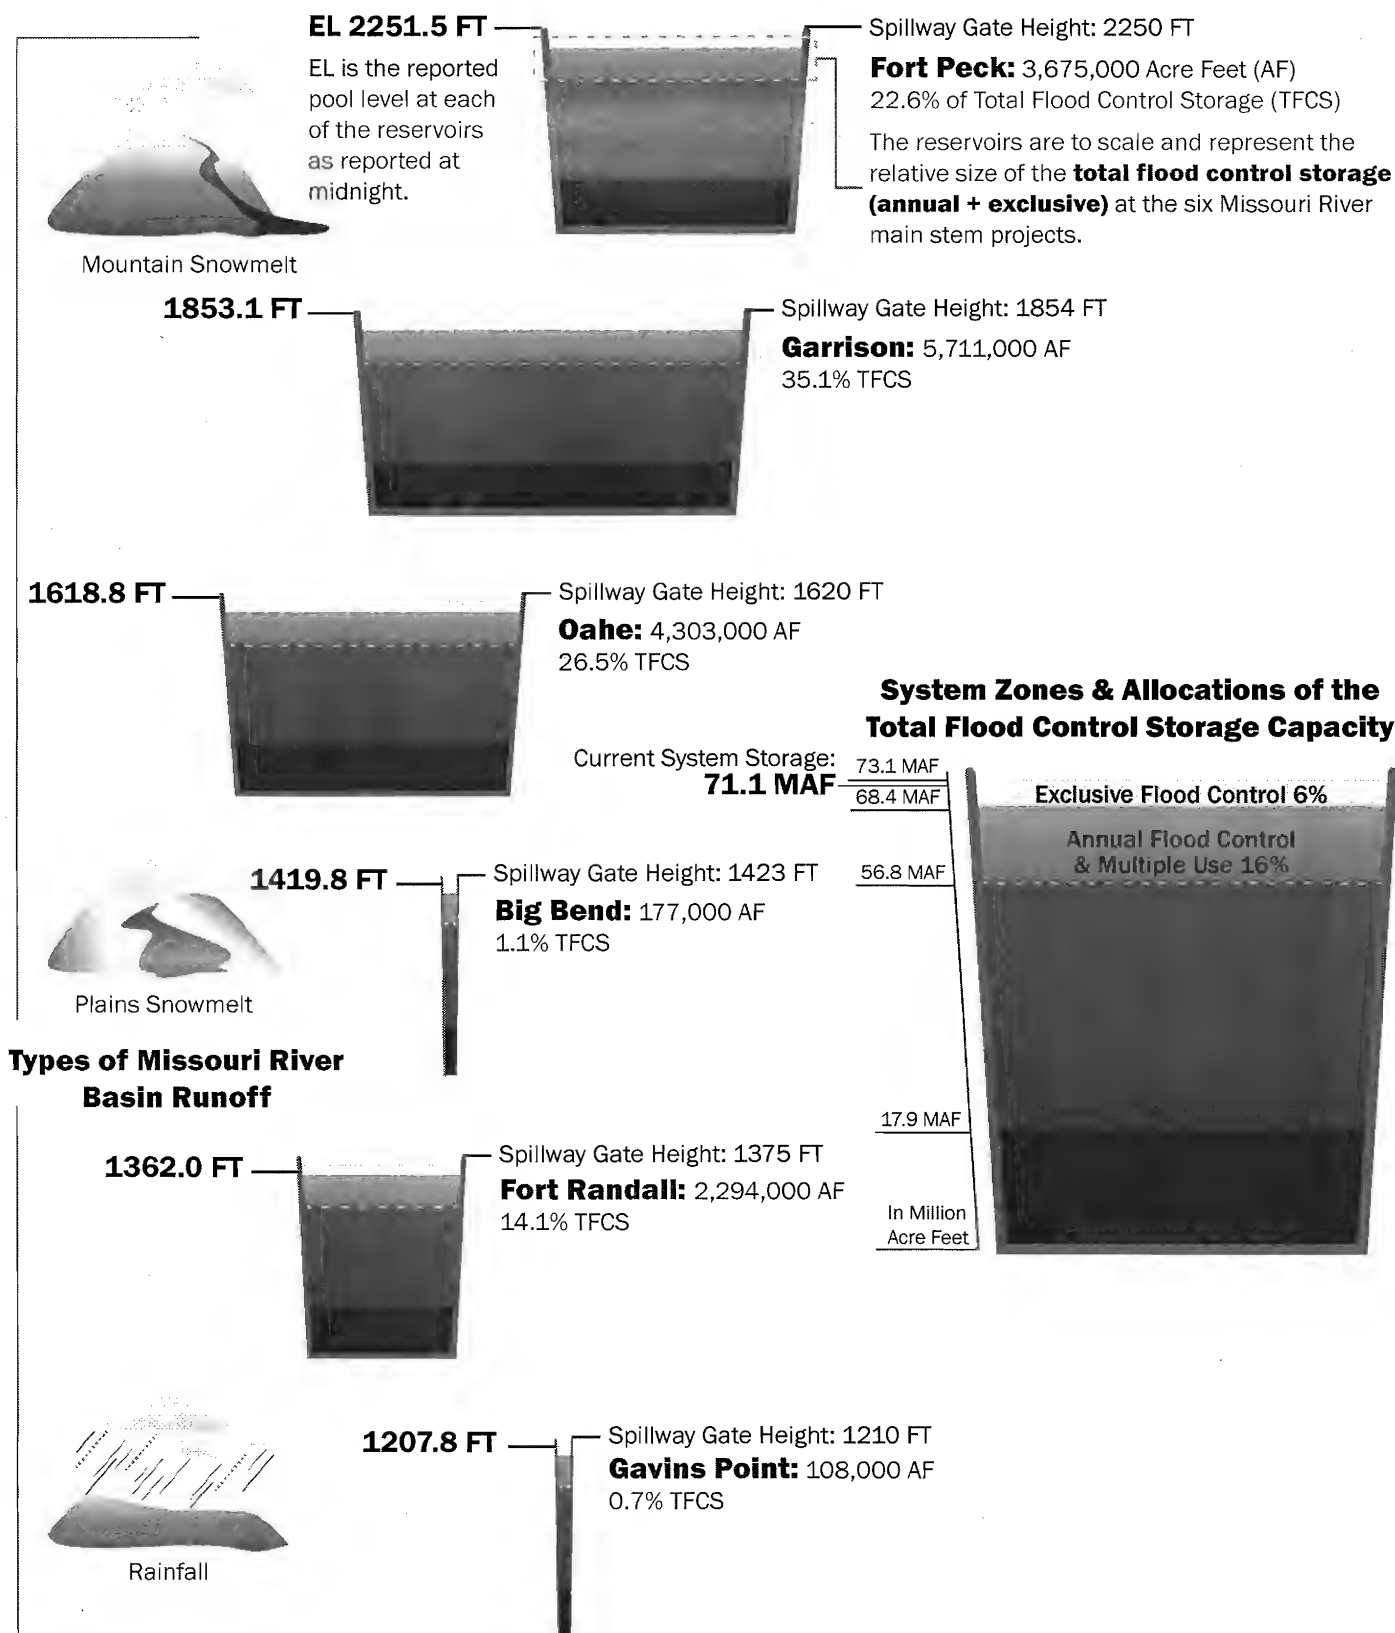 EL 2251.5 FT
EL is the reported
pool level at each
of the reservoirs
as reported at
midnight.
Spillway Gate Height: 2250 FT
Fort Peck: 3,675,000 Acre Feet (AF)
22.6% of Total Flood Control Storage (TFCS)
The reservoirs are to scale and represent the
relative size of the total flood control storage
(annual + exclusive) at the six Missouri River
main stem projects.
Mountain Snowmelt
1853.1 FT
Spillway Gate Height: 1854 FT
Garrison: 5,711,000 AF
35.1% TFCS
1618.8 FT
Spillway Gate Height: 1620 FT
Oahe: 4,303,000 AF
26.5% TFCS
System Zones & Allocations of the
Total Flood Control Storage Capacity
Current System Storage:
71.1 MAF
73.1 MAF
68.4 MAF
56.8 MAF
17.9 MAF
In Million
Acre Feet
Exclusive Flood Control 6%
Annual Flood Control
& Multiple Use 16%
1419.8 FT
Spillway Gate Height: 1423 FT
Big Bend: 177,000 AF
1.1% TFCS
Plains Snowmelt
Types of Missouri River
Basin Runoff
1362.0 FT
Spillway Gate Height: 1375 FT
Fort Randall: 2,294,000 AF
14.1% TFCS
1207.8 FT
Spillway Gate Height: 1210 FT
Gavins Point: 108,000 AF
0.7% TFCS
Rainfall